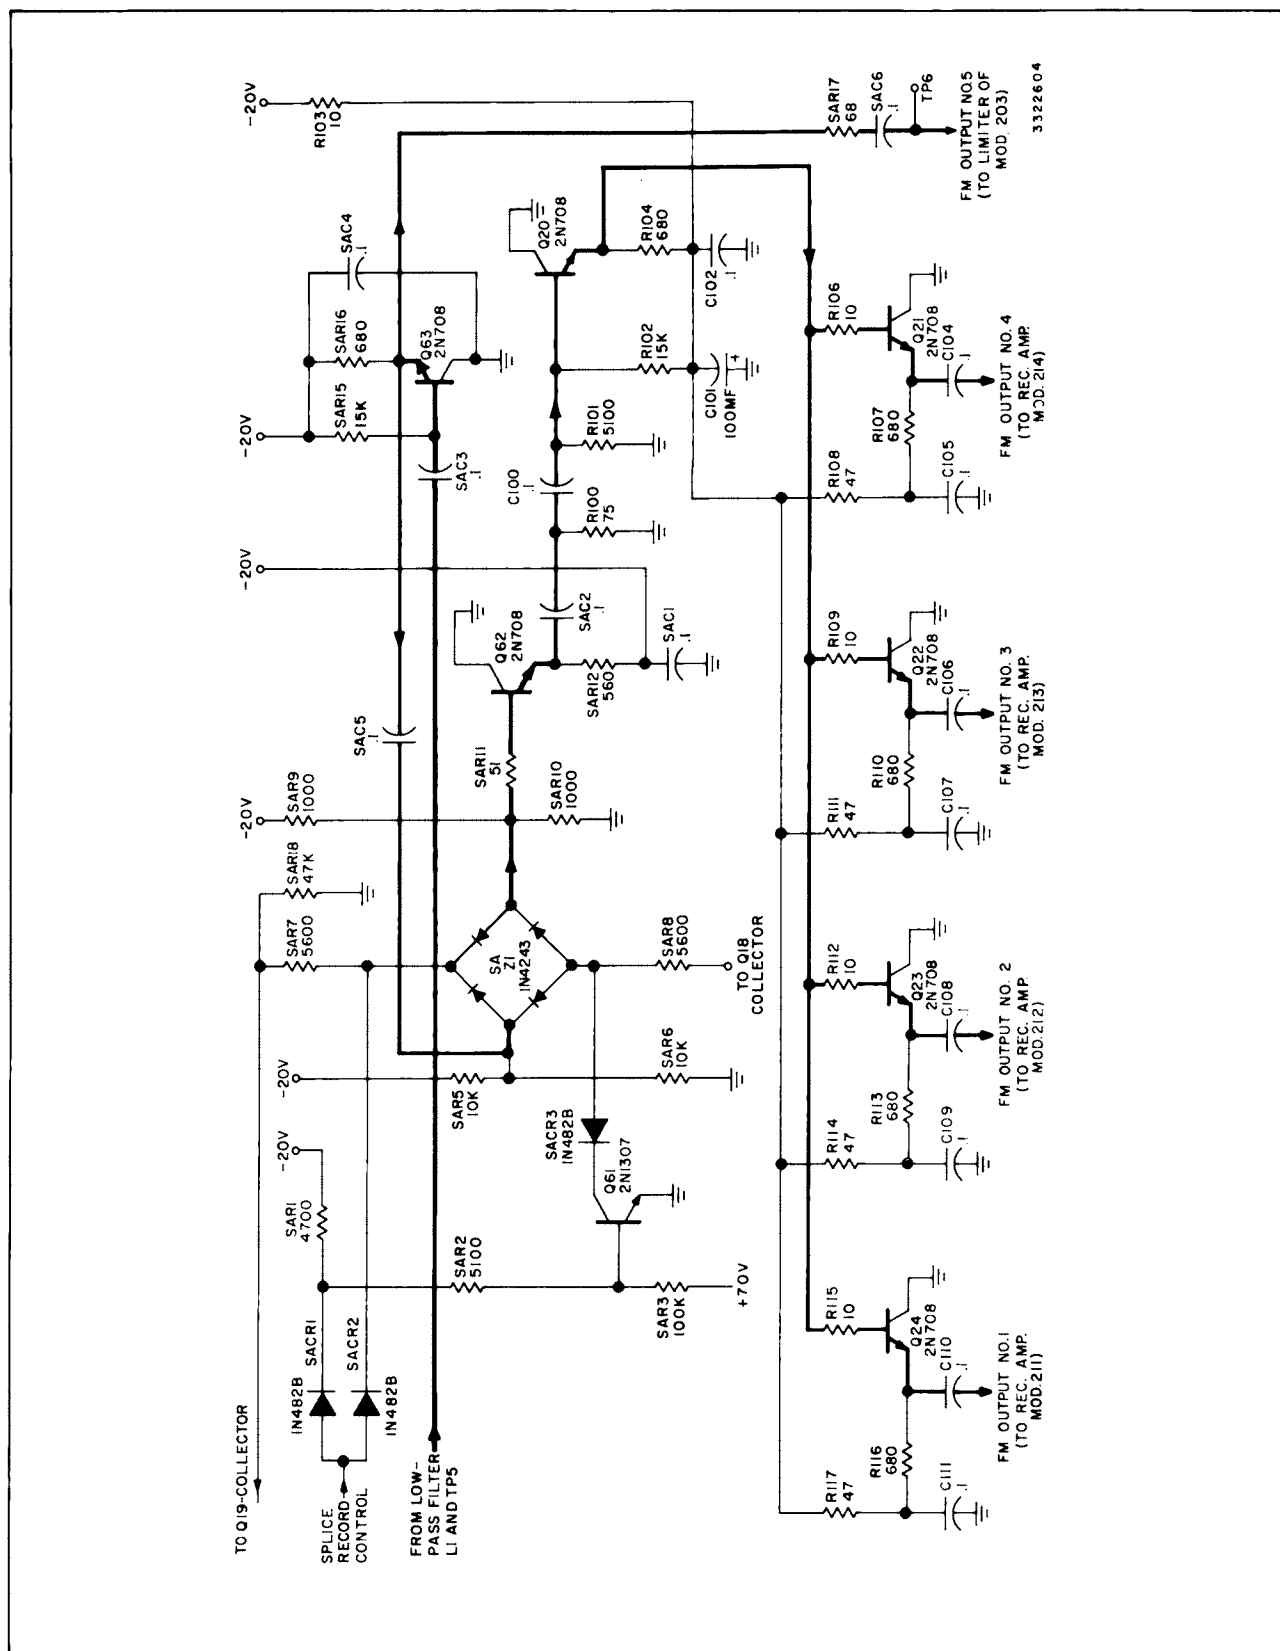 TO Q19-COLLECTOR
SPLICE
RECORD
CONTROL
FROM LOW-
PASS FILTER
L1 AND TP5
1N482B
SACR1
SACR2
1N482B
SAR1
4700
-20V
-20V
SAR7
5600
SAR18
47K
-20V
SAR9
1000
-20V
-20V
SAR15
15K
SAR16
680
SAC4
.1
-20V
R103
10
SAR2
5100
SAR3
100K
+70V
SAR5
10K
SAR6
10K
SACR3
1N482B
Q61
2N1307
SA
Z1
1N4243
SAR8
5600
TO Q18
COLLECTOR
SAC5
.1
SAR11
51
SAR10
1000
Q62
2N708
SAR12
560
SAC2
.1
SAC1
.1
SAC3
.1
Q63
2N708
C100
.1
R100
75
R101
5100
R102
15K
C101
100MF
+
Q20
2N708
R104
680
C102
.1
SAR17
68
SAC6
.1
TP6
FM OUTPUT NO.5
(TO LIMITER OF
MOD. 203)
3322604
R117
47
R116
680
C111
.1
R115
10
Q24
2N708
C110
.1
FM OUTPUT NO.1
(TO REC. AMP.
MOD.211)
R114
47
R113
680
C109
.1
R112
10
Q23
2N708
C108
.1
FM OUTPUT NO. 2
(TO REC. AMP.
MOD.212)
R111
47
R110
680
C107
.1
R109
10
Q22
2N708
C106
.1
FM OUTPUT NO. 3
(TO REC. AMP.
MOD. 213)
R108
47
R107
680
C105
.1
R106
10
Q21
2N708
C104
.1
FM OUTPUT NO. 4
(TO REC. AMP.
MOD. 214)